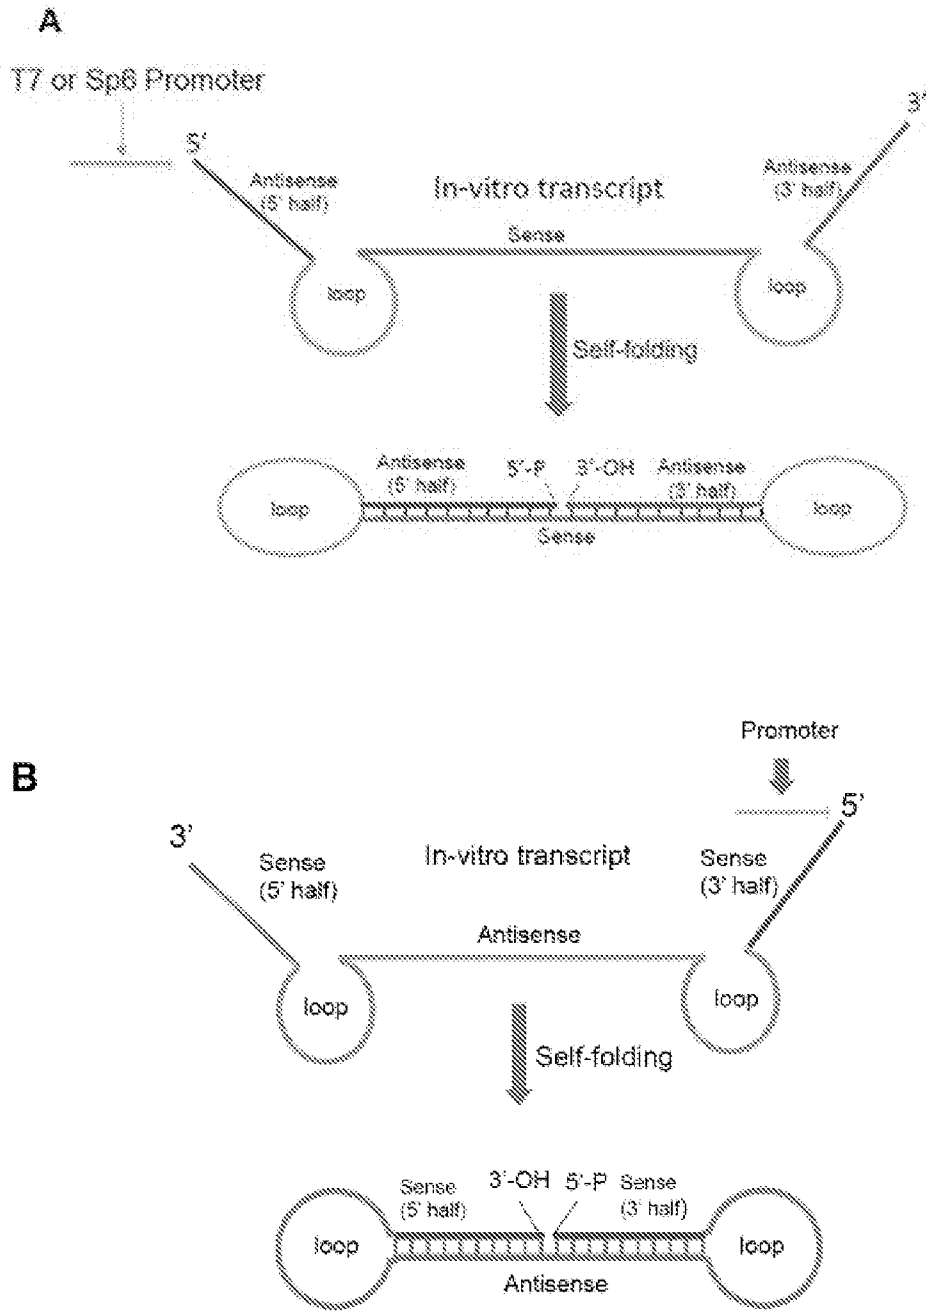 A
T7 or Sp6 Promoter
5'
3'
Antisense
(5' half)
In-vitro transcript
Antisense
(3' half)
Sense
loop
loop
Self-folding
Antisense
(5' half)
5'-P
3'-OH
Antisense
(3' half)
loop
loop
Sense
B
Promoter
3'
5'
Sense
(5' half)
In-vitro transcript
Sense
(3' half)
Antisense
loop
loop
Self-folding
Sense
(5' half)
3'-OH
5'-P
Sense
(3' half)
loop
loop
Antisense